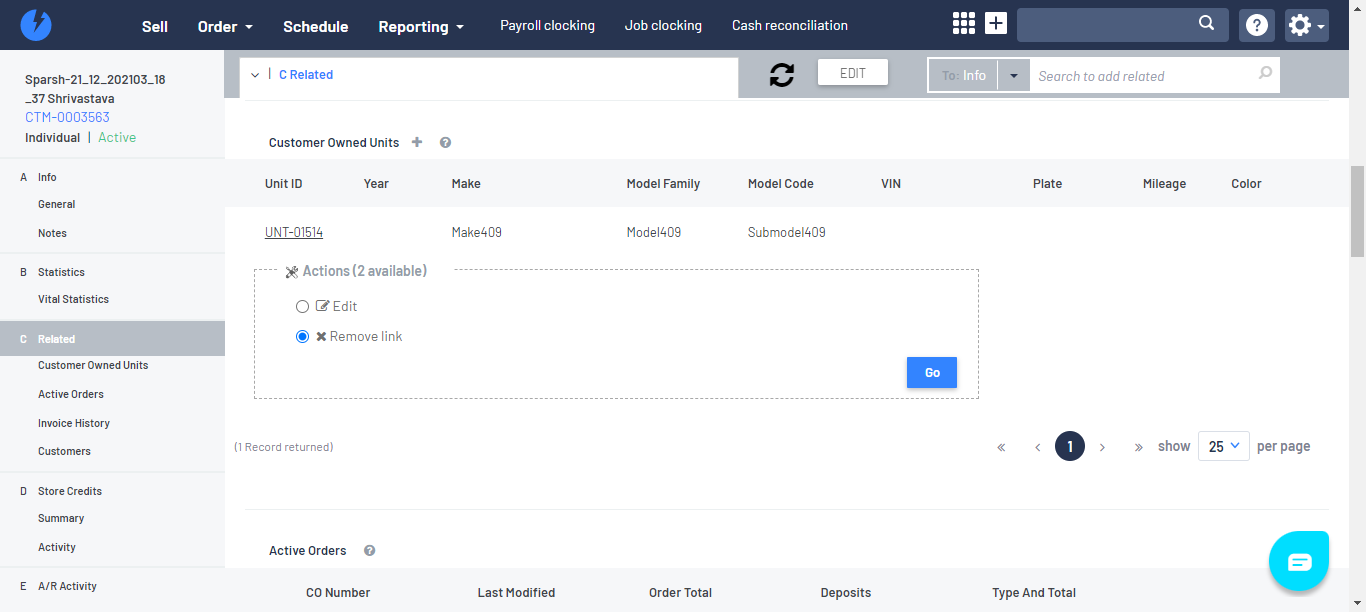 Sell Order Schedule Reporting Payroll clocking Job clocking Cash reconciliation
Sparsh-21_12_202103_18
_37 Shrivastava
CTM-0003563
Individual | Active
A Info
General
Notes
B Statistics
Vital Statistics
C Related
Customer Owned Units
Active Orders
Invoice History
Customers
D Store Credits
Summary
Activity
E A/R Activity
| C Related
EDIT
To: Info
Search to add related
Customer Owned Units
Unit ID Year Make Model Family Model Code VIN Plate Mileage Color
UNT-01514 Make409 Model409 Submodel409
Actions (2 available)
Edit
Remove link
Go
(1 Record returned)
« ‹ 1 › » show 25 per page
Active Orders
CO Number Last Modified Order Total Deposits Type And Total